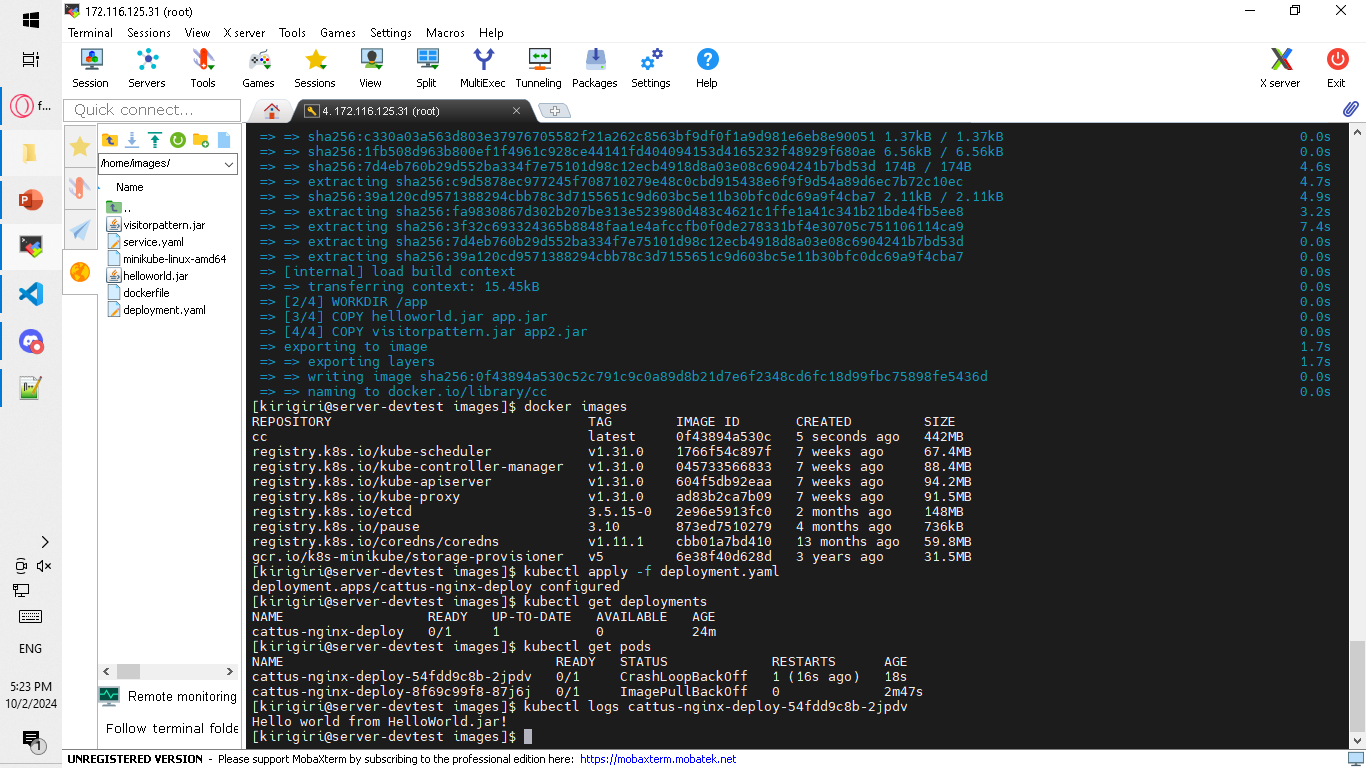 172.116.125.31 (root)
Terminal Sessions View X server Tools Games Settings Macros Help
Session Servers Tools Games Sessions View Split MultiExec Tunneling Packages Settings Help X server Exit
Quick connect...
4. 172.116.125.31 (root)
/home/images/
Name
..
visitorpattern.jar
service.yaml
minikube-linux-amd64
helloworld.jar
dockerfile
deployment.yaml
Remote monitoring
Follow terminal folde
=> => sha256:c330a03a563d803e37976705582f21a262c8563bf9df0f1a9d981e6eb8e90051 1.37kB / 1.37kB 0.0s
=> => sha256:1fb508d963b800ef1f4961c928ce44141fd404094153d4165232f48929f680ae 6.56kB / 6.56kB 0.0s
=> => sha256:7d4eb760b29d552ba334f7e75101d98c12ecb4918d8a03e08c6904241b7bd53d 174B / 174B 4.6s
=> => extracting sha256:c9d5878ec977245f708710279e48c0cbd915438e6f9f9d54a89d6ec7b72c10ec 4.7s
=> => sha256:39a120cd9571388294cbb78c3d7155651c9d603bc5e11b30bfc0dc69a9f4cba7 2.11kB / 2.11kB 4.9s
=> => extracting sha256:fa9830867d302b207be313e523980d483c4621c1ffe1a41c341b21bde4fb5ee8 3.2s
=> => extracting sha256:3f32c693324365b8848faa1e4afccfb0f0de278331bf4e30705c751106114ca9 7.4s
=> => extracting sha256:7d4eb760b29d552ba334f7e75101d98c12ecb4918d8a03e08c6904241b7bd53d 0.0s
=> => extracting sha256:39a120cd9571388294cbb78c3d7155651c9d603bc5e11b30bfc0dc69a9f4cba7 0.0s
=> [internal] load build context 0.0s
=> => transferring context: 15.45kB 0.0s
=> [2/4] WORKDIR /app 0.0s
=> [3/4] COPY helloworld.jar app.jar 0.0s
=> [4/4] COPY visitorpattern.jar app2.jar 0.0s
=> exporting to image 1.7s
=> => exporting layers 1.7s
=> => writing image sha256:0f43894a530c52c791c9c0a89d8b21d7e6f2348cd6fc18d99fbc75898fe5436d 0.0s
=> => naming to docker.io/library/cc 0.0s
[kirigiri@server-devtest images]$ docker images
REPOSITORY TAG IMAGE ID CREATED SIZE
cc latest 0f43894a530c 5 seconds ago 442MB
registry.k8s.io/kube-scheduler v1.31.0 1766f54c897f 7 weeks ago 67.4MB
registry.k8s.io/kube-controller-manager v1.31.0 045733566833 7 weeks ago 88.4MB
registry.k8s.io/kube-apiserver v1.31.0 604f5db92eaa 7 weeks ago 94.2MB
registry.k8s.io/kube-proxy v1.31.0 ad83b2ca7b09 7 weeks ago 91.5MB
registry.k8s.io/etcd 3.5.15-0 2e96e5913fc0 2 months ago 148MB
registry.k8s.io/pause 3.10 873ed7510279 4 months ago 736kB
registry.k8s.io/coredns/coredns v1.11.1 cbb01a7bd410 13 months ago 59.8MB
gcr.io/k8s-minikube/storage-provisioner v5 6e38f40d628d 3 years ago 31.5MB
[kirigiri@server-devtest images]$ kubectl apply -f deployment.yaml
deployment.apps/cattus-nginx-deploy configured
[kirigiri@server-devtest images]$ kubectl get deployments
NAME READY UP-TO-DATE AVAILABLE AGE
cattus-nginx-deploy 0/1 1 0 24m
[kirigiri@server-devtest images]$ kubectl get pods
NAME READY STATUS RESTARTS AGE
cattus-nginx-deploy-54fdd9c8b-2jpdv 0/1 CrashLoopBackOff 1 (16s ago) 18s
cattus-nginx-deploy-8f69c99f8-87j6j 0/1 ImagePullBackOff 0 2m47s
[kirigiri@server-devtest images]$ kubectl logs cattus-nginx-deploy-54fdd9c8b-2jpdv
Hello world from HelloWorld.jar!
[kirigiri@server-devtest images]$
UNREGISTERED VERSION - Please support MobaXterm by subscribing to the professional edition here: https://mobaxterm.mobatek.net
f...
ENG
5:23 PM
10/2/2024
1